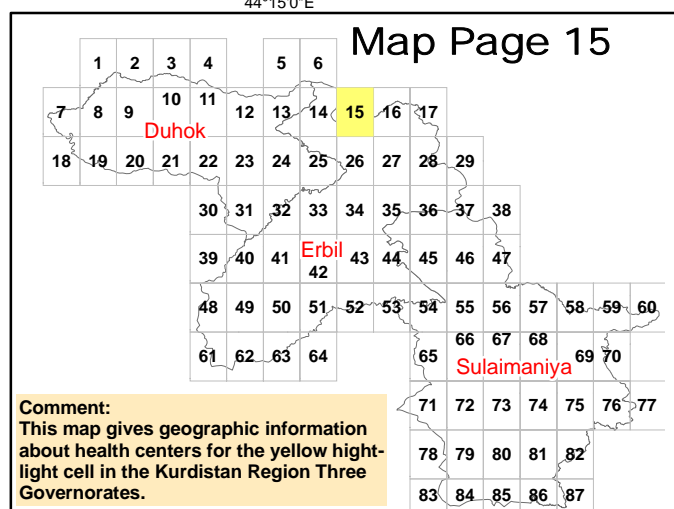 44°15'0"E
Map Page 15
1 2 3 4 5 6
7 8 9 10 11 12 13 14 15 16 17
Duhok
18 19 20 21 22 23 24 25 26 27 28 29
30 31 32 33 34 35 36 37 38
Erbil
39 40 41 42 43 44 45 46 47
48 49 50 51 52 53 54 55 56 57 58 59 60
61 62 63 64 65 66 67 68 69 70
Sulaimaniya
71 72 73 74 75 76 77
78 79 80 81 82
83 84 85 86 87
Comment:
This map gives geographic information
about health centers for the yellow hight-
light cell in the Kurdistan Region Three
Governorates.